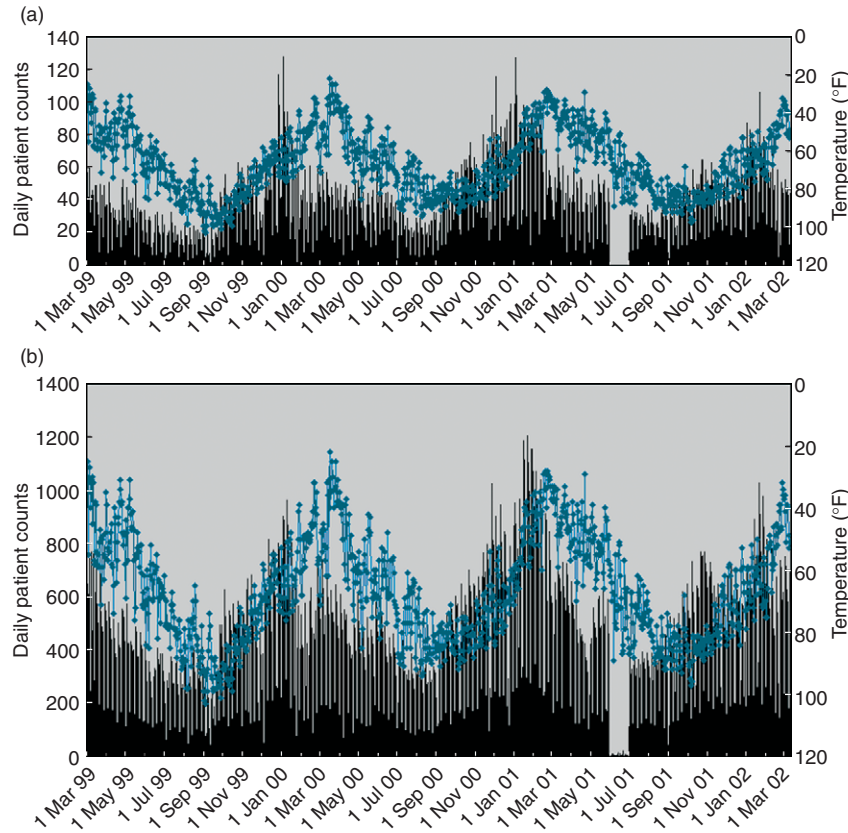 (a)
140
120
100
80
60
40
20
0
Daily patient counts
0
20
40
60
80
100
120
Temperature (°F)
1 Mar 99
1 May 99
1 Jul 99
1 Sep 99
1 Nov 99
1 Jan 00
1 Mar 00
1 May 00
1 Jul 00
1 Sep 00
1 Nov 00
1 Jan 01
1 Mar 01
1 May 01
1 Jul 01
1 Sep 01
1 Nov 01
1 Jan 02
1 Mar 02
(b)
1400
1200
1000
800
600
400
200
0
Daily patient counts
0
20
40
60
80
100
120
Temperature (°F)
1 Mar 99
1 May 99
1 Jul 99
1 Sep 99
1 Nov 99
1 Jan 00
1 Mar 00
1 May 00
1 Jul 00
1 Sep 00
1 Nov 00
1 Jan 01
1 Mar 01
1 May 01
1 Jul 01
1 Sep 01
1 Nov 01
1 Jan 02
1 Mar 02